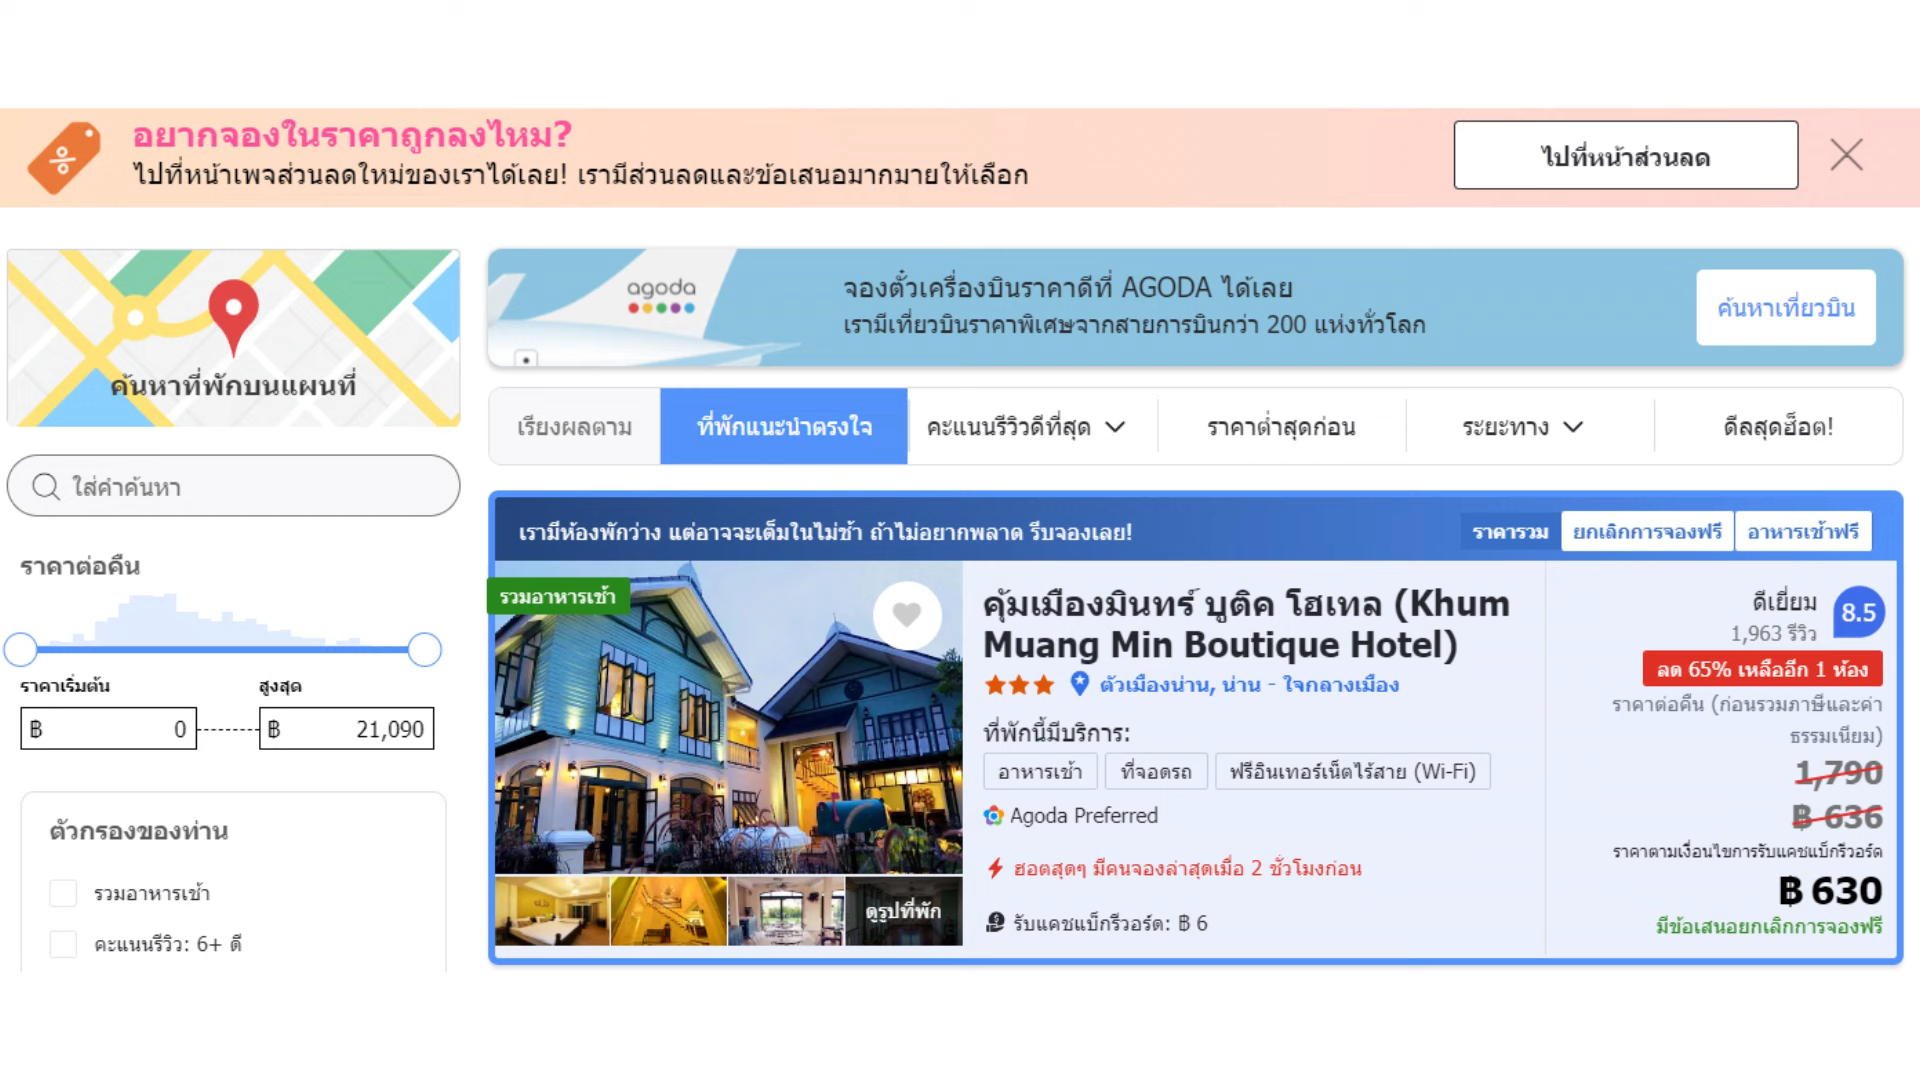 อยากจองในราคาถูกลงไหม?
ไปที่หน้าเพจส่วนลดใหม่ของเราได้เลย! เรามีส่วนลดและข้อเสนอมากมายให้เลือก
ไปที่หน้าส่วนลด
ค้นหาที่พักบนแผนที่
agoda
จองตั๋วเครื่องบินราคาดีที่ AGODA ได้เลย
เรามีเที่ยวบินราคาพิเศษจากสายการบินกว่า 200 แห่งทั่วโลก
ค้นหาเที่ยวบิน
เรียงผลตาม
ที่พักแนะนำตรงใจ
คะแนนรีวิวดีที่สุด
ราคาต่ำสุดก่อน
ระยะทาง
ดีลสุดฮ็อต!
ใส่คำค้นหา
ราคาต่อคืน
ราคาเริ่มต้น
สูงสุด
฿ 0
฿ 21,090
ตัวกรองของท่าน
รวมอาหารเช้า
คะแนนรีวิว: 6+ ดี
เรามีห้องพักว่าง แต่อาจจะเต็มในไม่ช้า ถ้าไม่อยากพลาด รีบจองเลย!
ราคารวม
ยกเลิกการจองฟรี
อาหารเช้าฟรี
รวมอาหารเช้า
ดูรูปที่พัก
คุ้มเมืองมินทร์ บูติค โฮเทล (Khum
Muang Min Boutique Hotel)
ตัวเมืองน่าน, น่าน - ใจกลางเมือง
ที่พักนี้มีบริการ:
อาหารเช้า
ที่จอดรถ
ฟรีอินเทอร์เน็ตไร้สาย (Wi-Fi)
Agoda Preferred
ฮอตสุดๆ มีคนจองล่าสุดเมื่อ 2 ชั่วโมงก่อน
รับแคชแบ็กรีวอร์ด: ฿ 6
ดีเยี่ยม
1,963 รีวิว
8.5
ลด 65% เหลืออีก 1 ห้อง
ราคาต่อคืน (ก่อนรวมภาษีและค่า
ธรรมเนียม)
1,790
฿ 636
ราคาตามเงื่อนไขการรับแคชแบ็กรีวอร์ด
฿ 630
มีข้อเสนอยกเลิกการจองฟรี